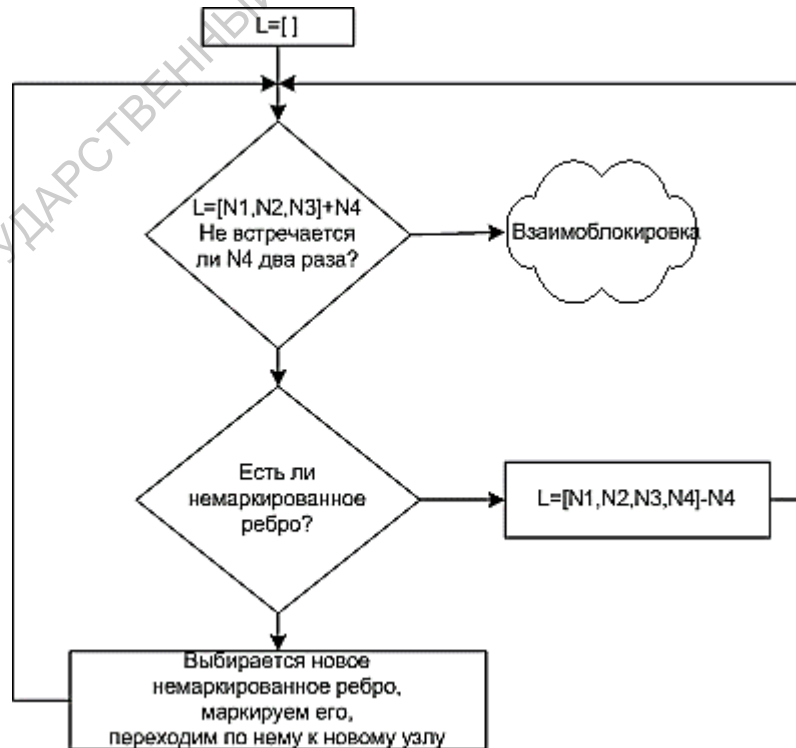 L=[ ]
L=[N1,N2,N3]+N4
Не встречается
ли N4 два раза?
Взаимоблокировка
Есть ли
немаркированное
ребро?
L=[N1,N2,N3,N4]-N4
Выбирается новое
немаркированное ребро,
маркируем его,
переходим по нему к новому узлу
УДАРСТВЕННЫЙ